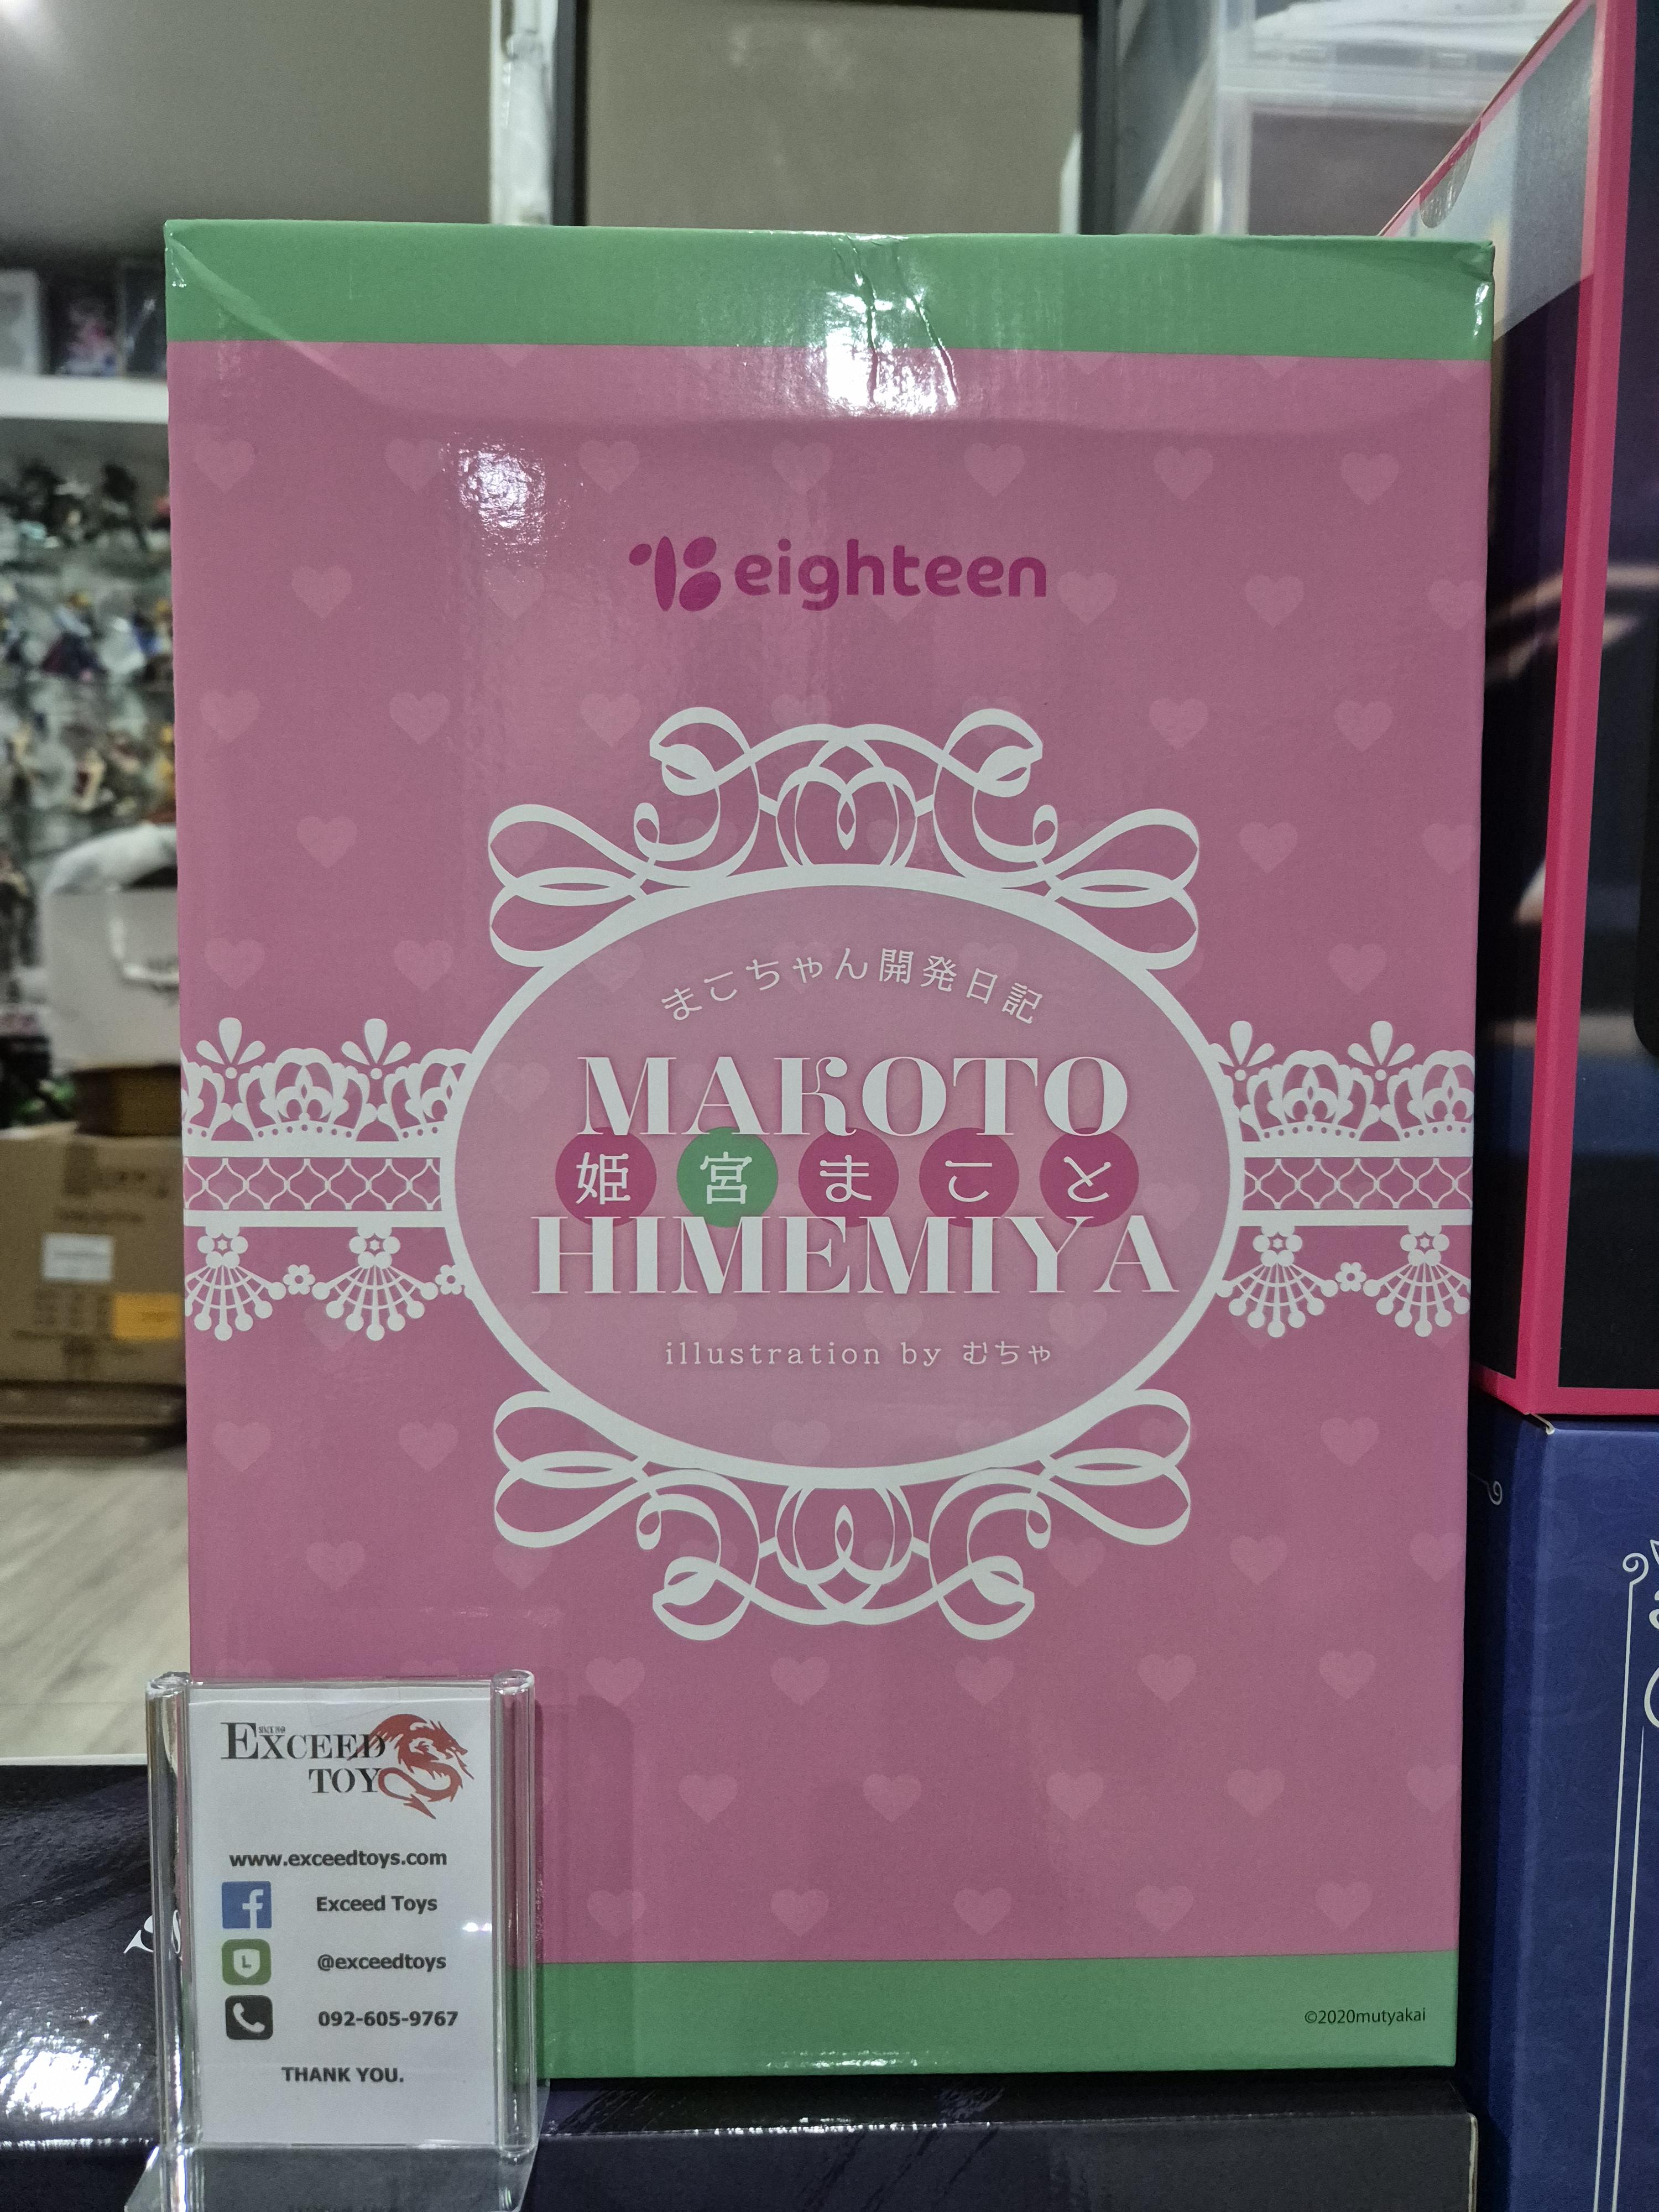 eighteen
まこちゃん開発日記
MAKOTO
姫宮まこと
HIMEMIYA
illustration by むちゃ
EXCEED
TOYS
www.exceedtoys.com
Exceed Toys
@exceedtoys
092-605-9767
THANK YOU.
©2020mutyakai